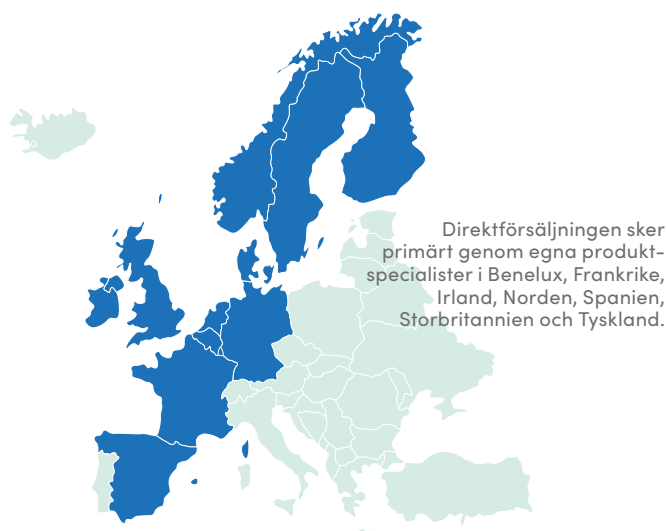 Direktförsäljningen sker
primärt genom egna produkt-
specialister i Benelux, Frankrike,
Irland, Norden, Spanien,
Storbritannien och Tyskland.